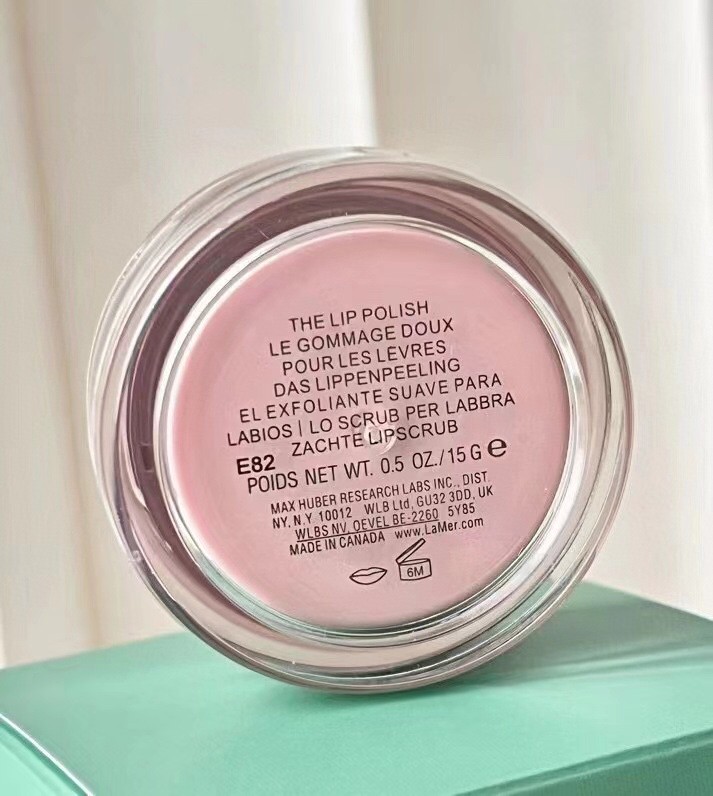 THE LIP POLISH
LE GOMMAGE DOUX
POUR LES LÈVRES
DAS LIPPENPEELING
EL EXFOLIANTE SUAVE PARA
LABIOS | LO SCRUB PER LABBRA
ZACHTE LIPSCRUB
E82
POIDS NET WT. 0.5 OZ./15 G e
MAX HUBER RESEARCH LABS INC., DIST.
NY, N.Y 10012 WLB Ltd, GU32 3DD, UK
WLBS NV, OEVEL BE-2260 5Y85
MADE IN CANADA www.LaMer.com
6M